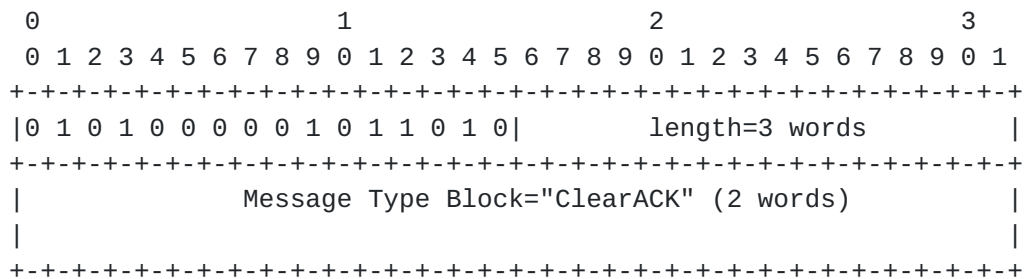 0                   1                   2                   3
 0 1 2 3 4 5 6 7 8 9 0 1 2 3 4 5 6 7 8 9 0 1 2 3 4 5 6 7 8 9 0 1
+-+-+-+-+-+-+-+-+-+-+-+-+-+-+-+-+-+-+-+-+-+-+-+-+-+-+-+-+-+-+-+-+
|0 1 0 1 0 0 0 0 0 1 0 1 1 0 1 0|        length=3 words         |
+-+-+-+-+-+-+-+-+-+-+-+-+-+-+-+-+-+-+-+-+-+-+-+-+-+-+-+-+-+-+-+-+
|              Message Type Block="ClearACK" (2 words)          |
|                                                               |
+-+-+-+-+-+-+-+-+-+-+-+-+-+-+-+-+-+-+-+-+-+-+-+-+-+-+-+-+-+-+-+-+